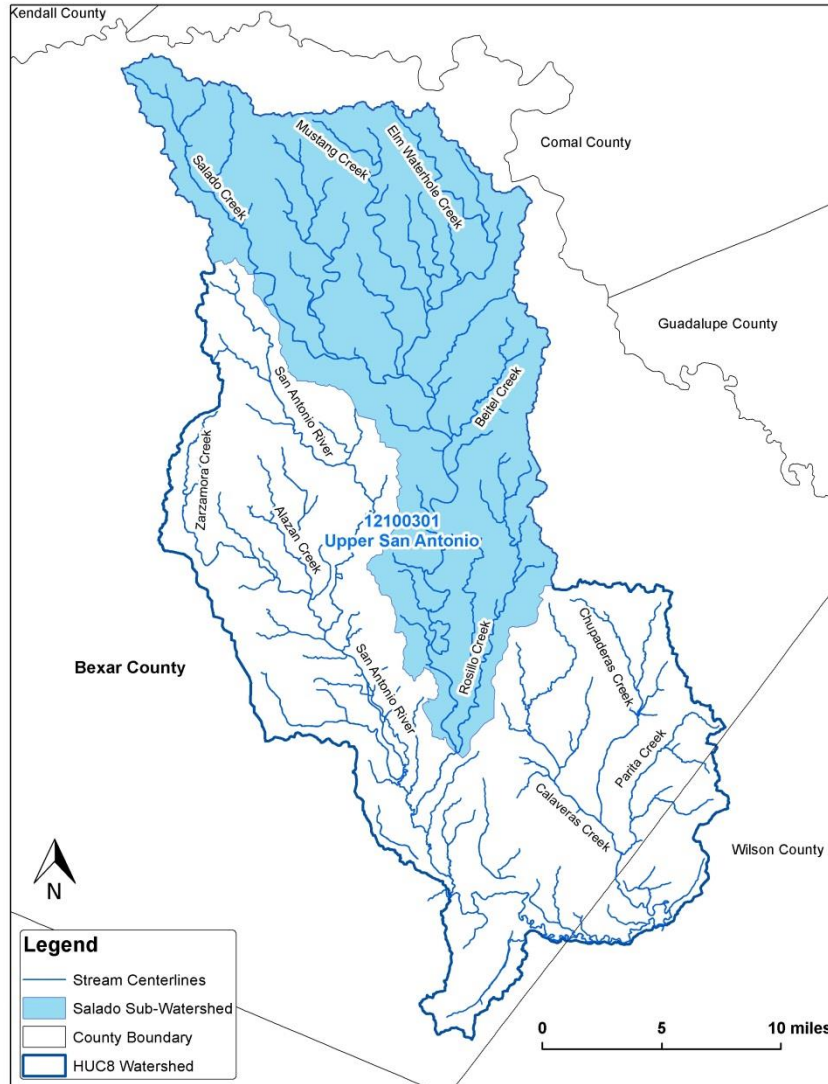 Kendall County
Comal County
Mustang Creek
Elm Waterhole Creek
Salado Creek
Guadalupe County
San Antonio River
Beitel Creek
Zarzamora Creek
Alazan Creek
12100301
Upper San Antonio
Bexar County
San Antonio River
Rosillo Creek
Chupaderas Creek
Parita Creek
Calaveras Creek
Wilson County
N
Legend
Stream Centerlines
Salado Sub-Watershed
County Boundary
HUC8 Watershed
0 5 10 miles